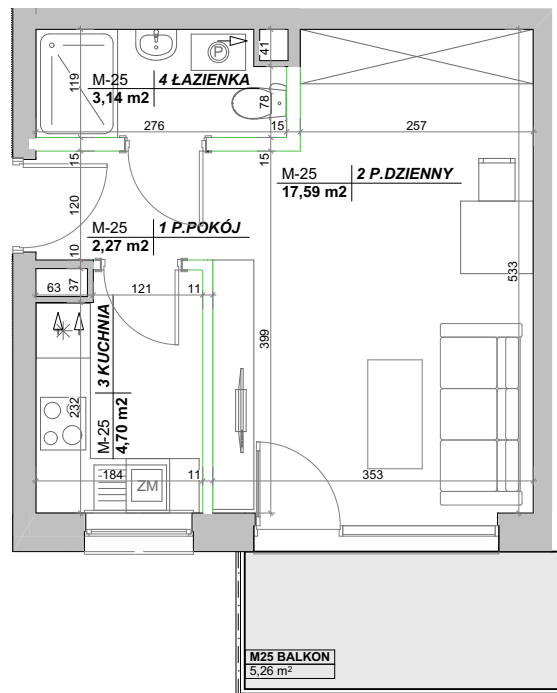 41
M-25 4 ŁAZIENKA
3,14 m2
P
119
78
276
15
257
15
15
M-25 2 P.DZIENNY
17,59 m2
120
M-25 1 P.POKÓJ
2,27 m2
10
533
63
37
121
11
399
3 KUCHNIA
M-25
4,70 m2
232
184
ZM
11
353
M25 BALKON
5,26 m²